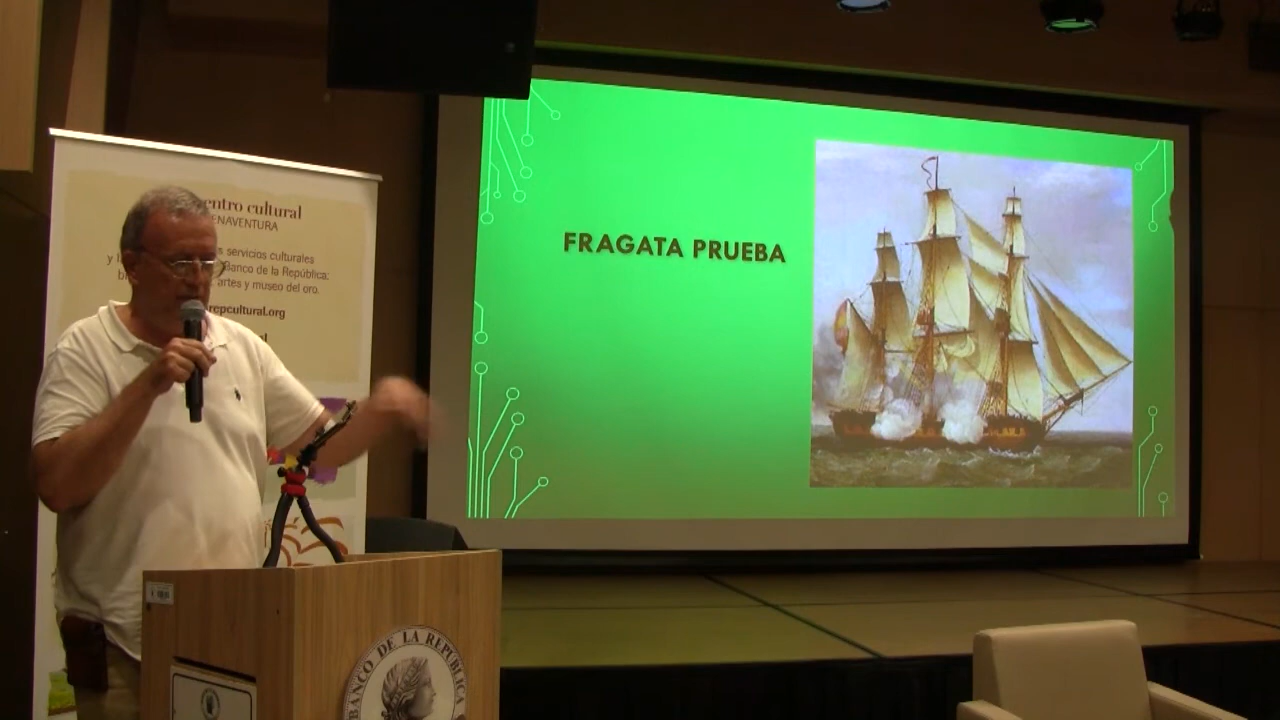 entro cultural
ENAVENTURA
servicios culturales
y l
Banco de la República:
artes y museo del oro.
repcultural.org
FRAGATA PRUEBA
BANCO DE LA REPUBLICA